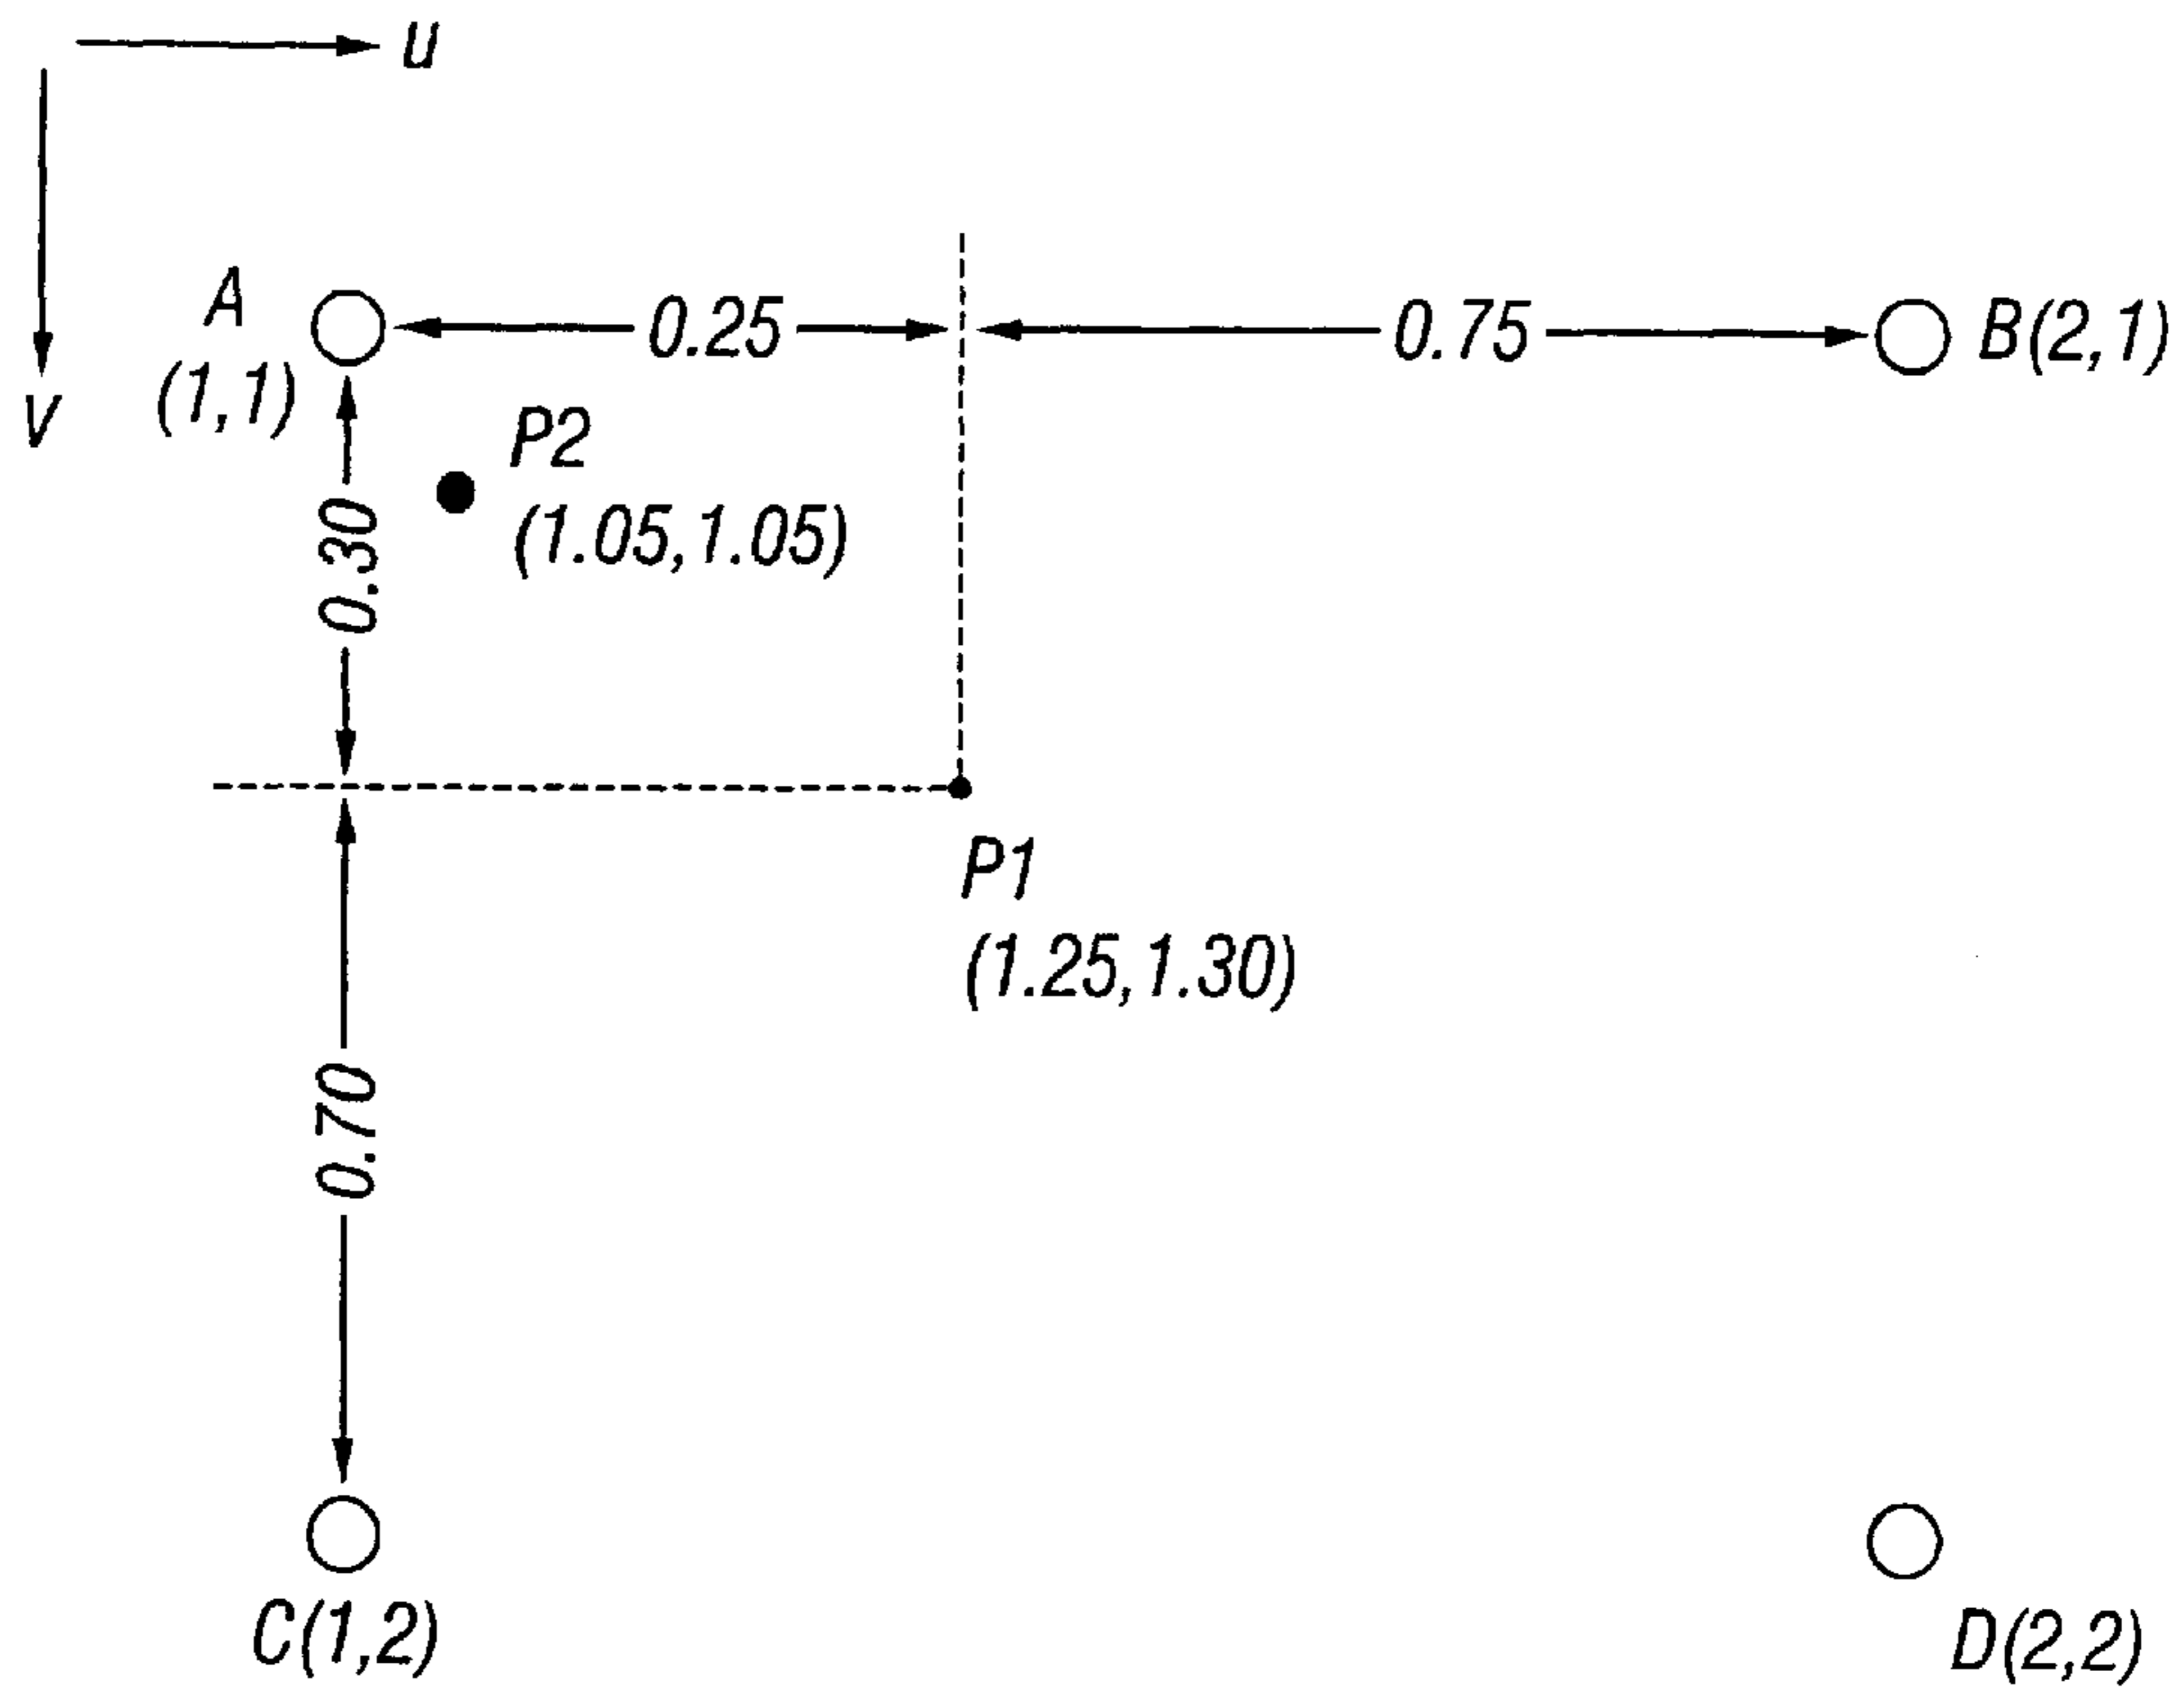 u
v
A
(1,1)
0.25
0.75
B(2,1)
P2
(1.05,1.05)
0.30
P1
(1.25,1.30)
0.70
C(1,2)
D(2,2)